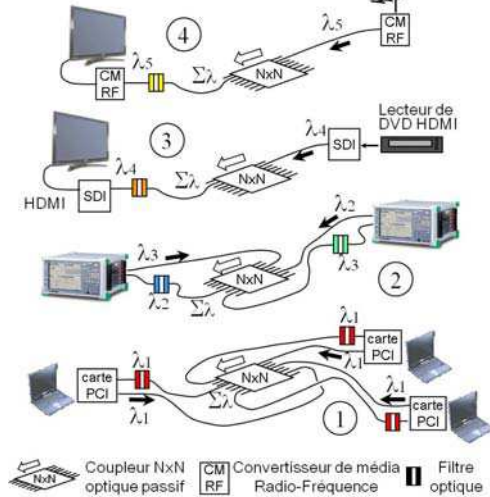 λ5
CM
RF
4
λ5
CM
RF
Σλ
NxN
3
λ4
SDI
Lecteur de
DVD HDMI
λ4
HDMI
SDI
Σλ
NxN
λ2
λ3
NxN
λ3
λ2
Σλ
2
λ1
λ1
carte
PCI
λ1
NxN
λ1
carte
PCI
λ1
Σλ
1
carte
PCI
NxN
Coupleur NxN
optique passif
CM
RF
Convertisseur de média
Radio-Fréquence
Filtre
optique